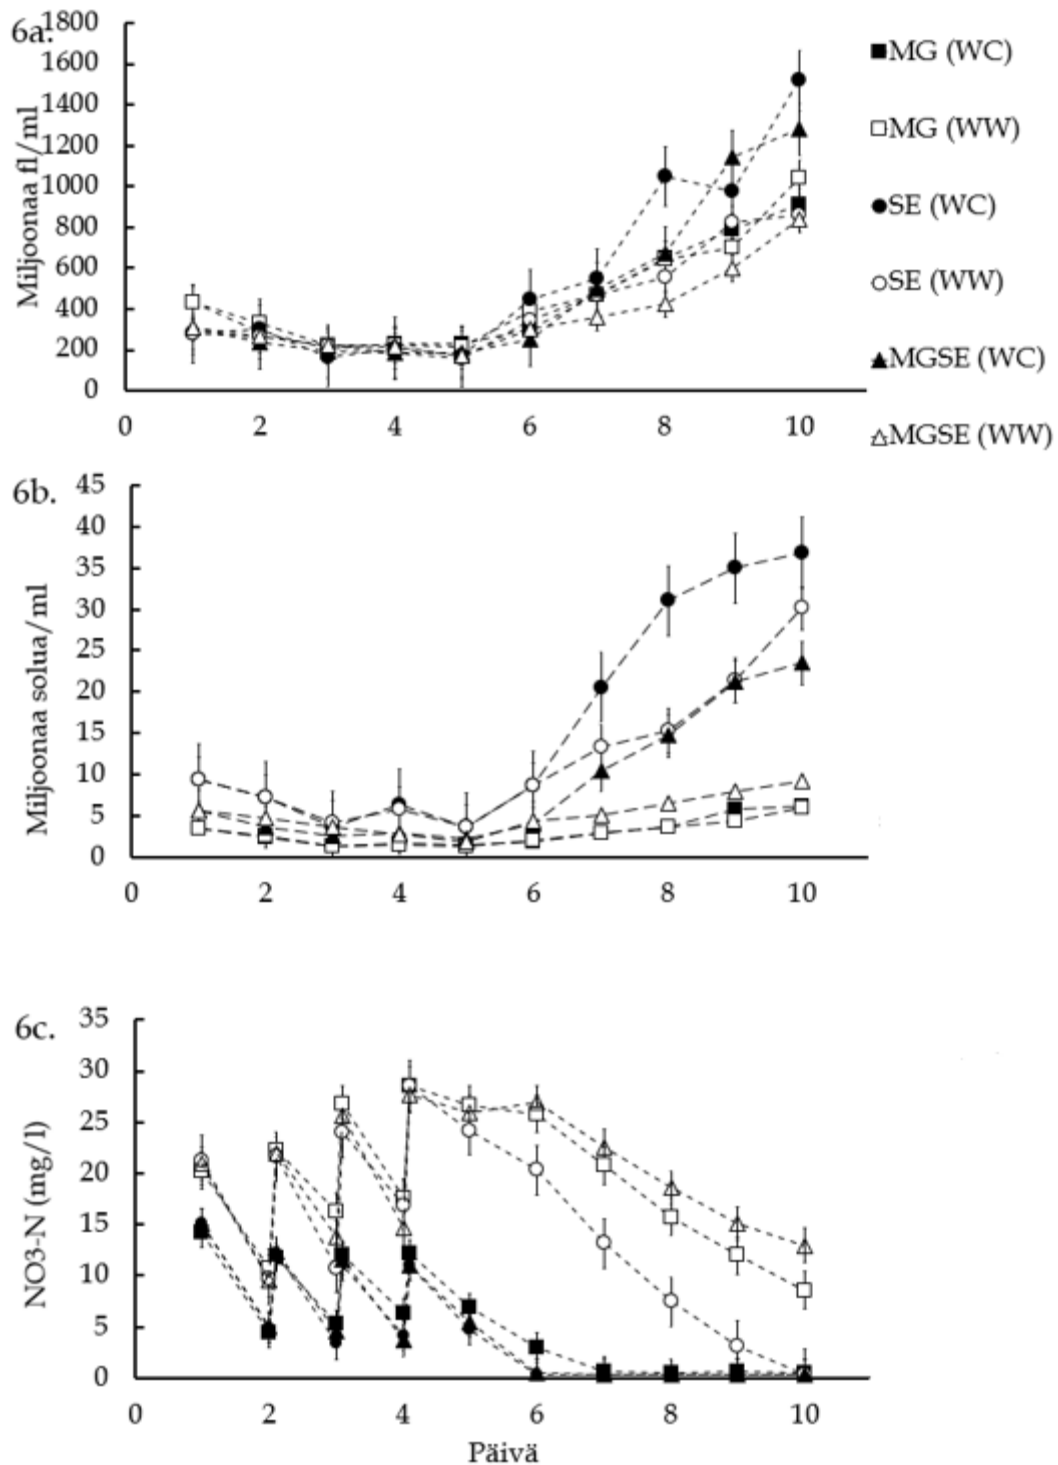 6a.
1800
1600
1400
1200
1000
800
600
400
200
0
Miljoonaa fl/ml
0 2 4 6 8 10
MG (WC)
MG (WW)
SE (WC)
SE (WW)
MGSE (WC)
MGSE (WW)
6b.
45
40
35
30
25
20
15
10
5
0
Miljoonaa solua/ml
0 2 4 6 8 10
6c.
35
30
25
20
15
10
5
0
NO3-N (mg/l)
0 2 4 6 8 10
Päivä